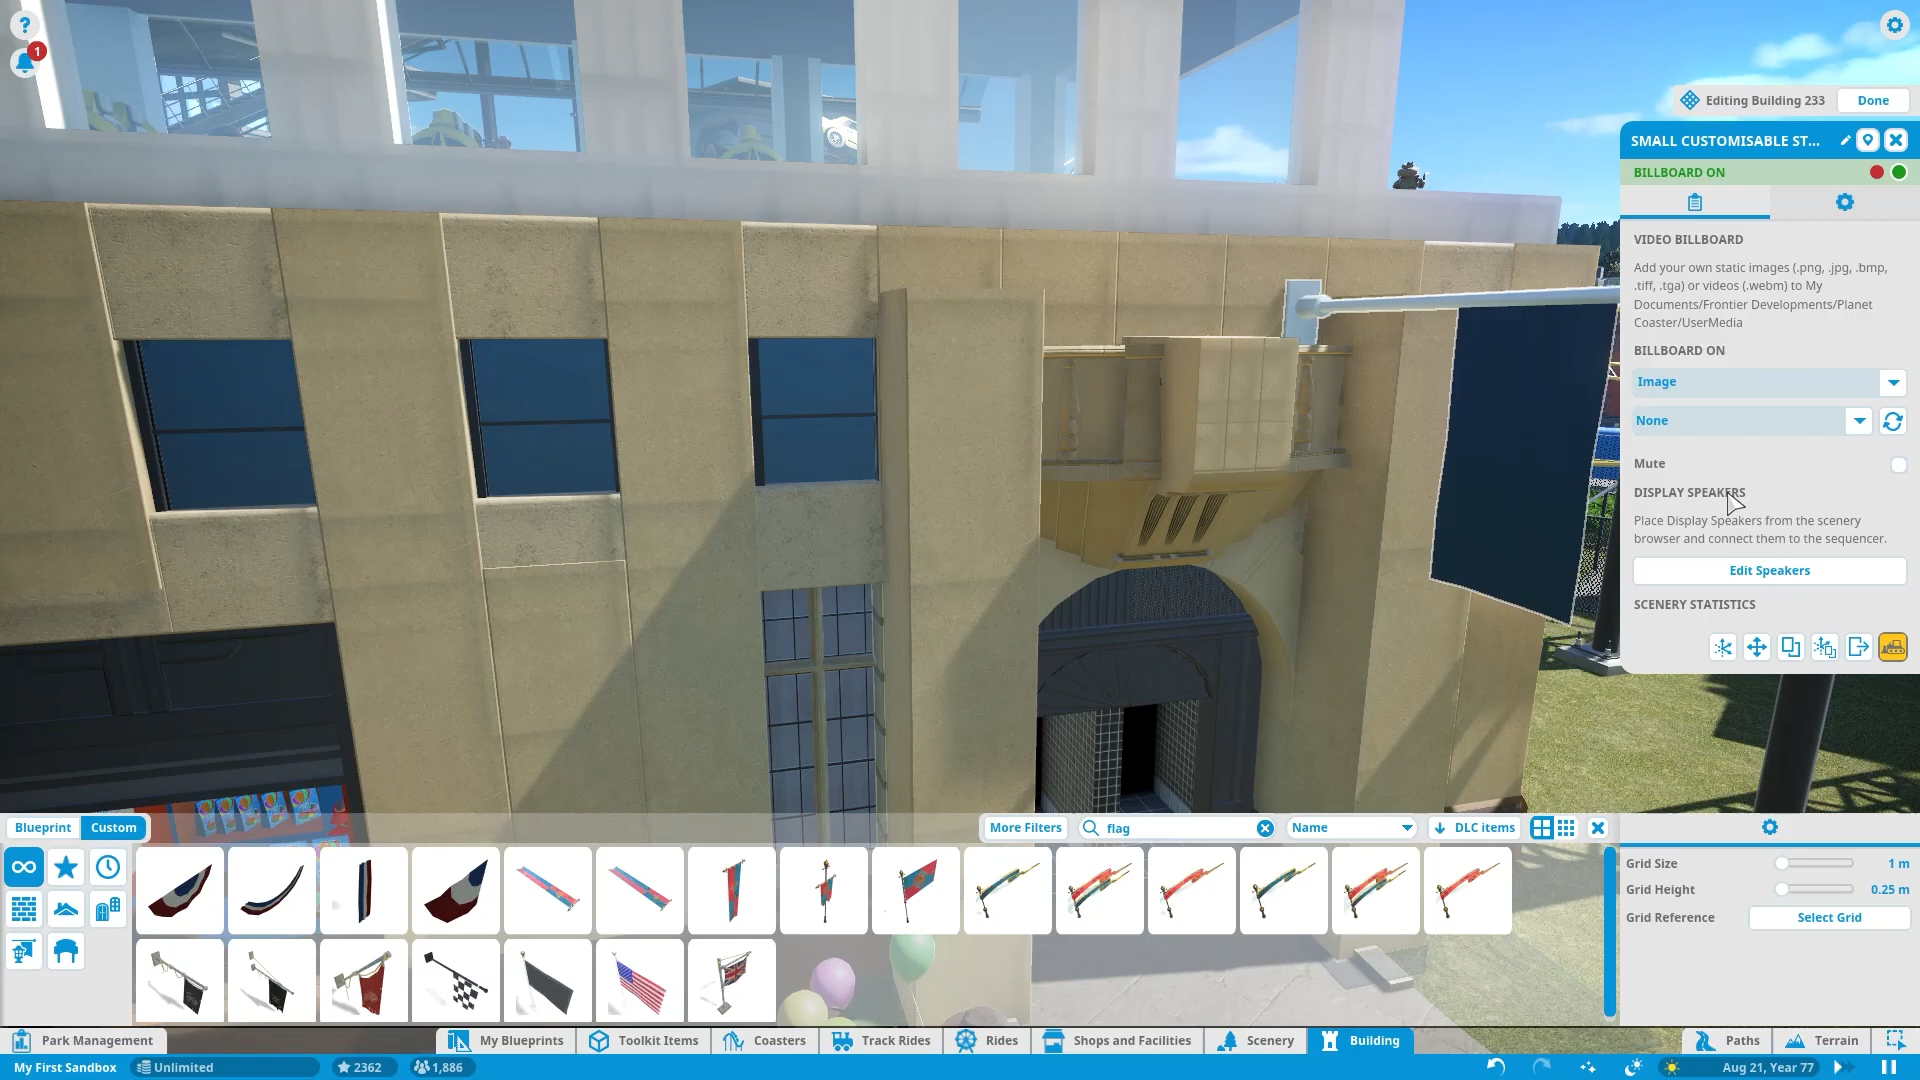 ?
1
Editing Building 233
Done
SMALL CUSTOMISABLE ST...
BILLBOARD ON
VIDEO BILLBOARD
Add your own static images (.png, .jpg, .bmp,
.tiff, .tga) or videos (.webm) to My
Documents/Frontier Developments/Planet
Coaster/UserMedia
BILLBOARD ON
Image
None
Mute
DISPLAY SPEAKERS
Place Display Speakers from the scenery
browser and connect them to the sequencer.
Edit Speakers
SCENERY STATISTICS
Blueprint
Custom
More Filters
flag
Name
DLC items
Grid Size
1 m
Grid Height
0.25 m
Grid Reference
Select Grid
Park Management
My Blueprints
Toolkit Items
Coasters
Track Rides
Rides
Shops and Facilities
Scenery
Building
Paths
Terrain
My First Sandbox
Unlimited
2362
1,886
Aug 21, Year 77